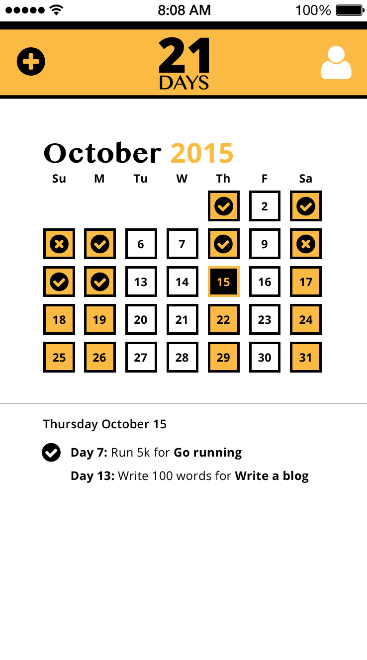 8:08 AM 100%
21
DAYS
October 2015
Su M Tu W Th F Sa
2
6 7 9
13 14 15 16 17
18 19 20 21 22 23 24
25 26 27 28 29 30 31
Thursday October 15
Day 7: Run 5k for Go running
Day 13: Write 100 words for Write a blog